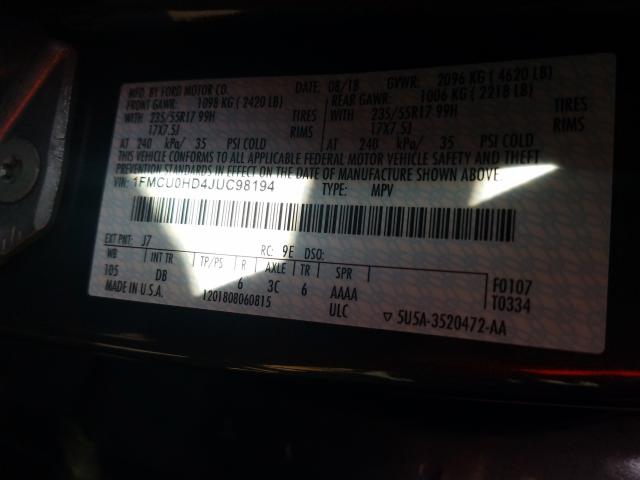 MFD. BY FORD MOTOR CO. DATE: 08/18 GVWR: 2096 KG ( 4620 LB)
FRONT GAWR: 1098 KG ( 2420 LB) REAR GAWR: 1006 KG ( 2218 LB)
WITH 235/55R17 99H TIRES WITH 235/55R17 99H TIRES
17X7.5J RIMS 17X7.5J RIMS
AT 240 kPa/ 35 PSI COLD AT 240 kPa/ 35 PSI COLD
THIS VEHICLE CONFORMS TO ALL APPLICABLE FEDERAL MOTOR VEHICLE SAFETY AND THEFT
PREVENTION STANDARDS IN EFFECT ON THE DATE OF MANUFACTURE SHOWN ABOVE.
VIN: 1FMCU0HD4JUC98194 TYPE: MPV
EXT PNT: J7 RC: 9E DSO:
WB INT TR TP/PS R AXLE TR SPR
105 DB 6 3C 6 AAAA
F0107
T0334
MADE IN U.S.A. 1201808060815 ULC ▽ 5U5A-3520472-AA